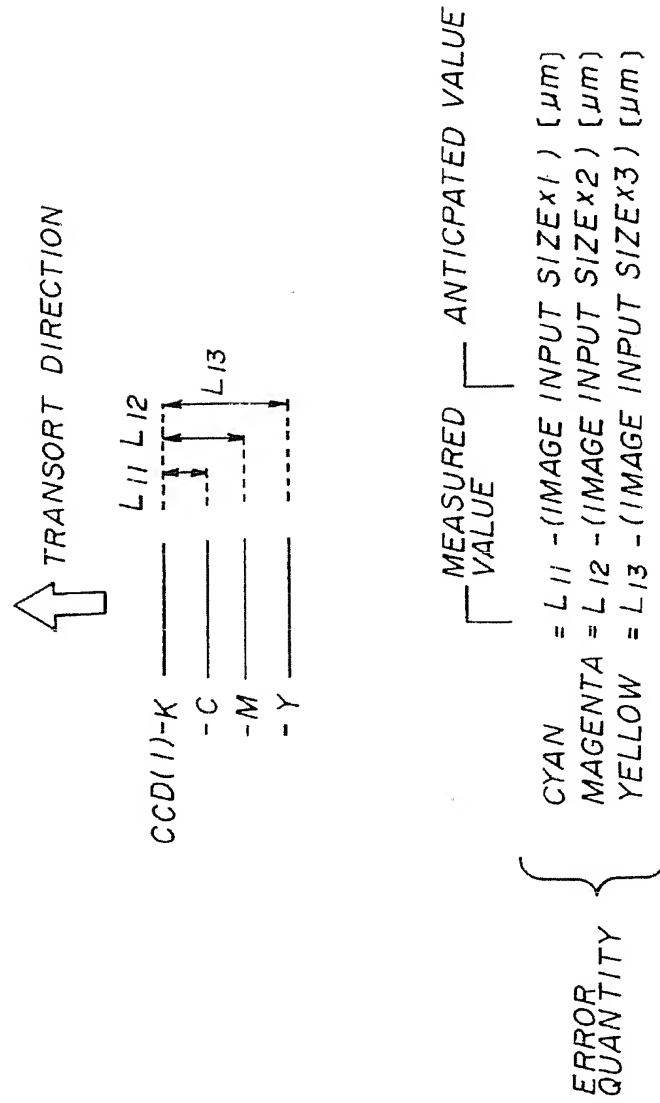 TRANSORT DIRECTION
L11 L12
L13
CCD(1)-K
-C
-M
-Y
MEASURED
VALUE
ANTICPATED VALUE
ERROR
QUANTITY
CYAN = L11 -(IMAGE INPUT SIZE×1) [μm]
MAGENTA = L12 -(IMAGE INPUT SIZE×2) [μm]
YELLOW = L13 -(IMAGE INPUT SIZE×3) [μm]